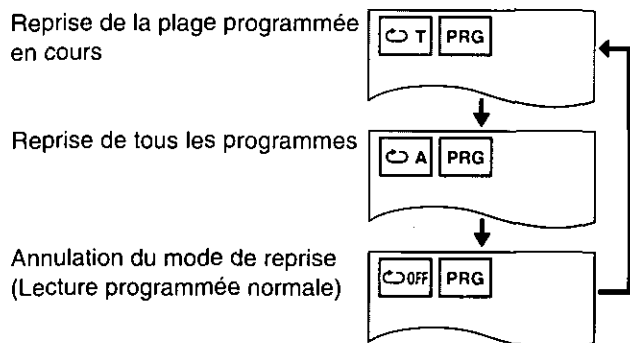 Reprise de la plage programmée
en cours
T PRG
Reprise de tous les programmes
A PRG
Annulation du mode de reprise
(Lecture programmée normale)
OFF PRG